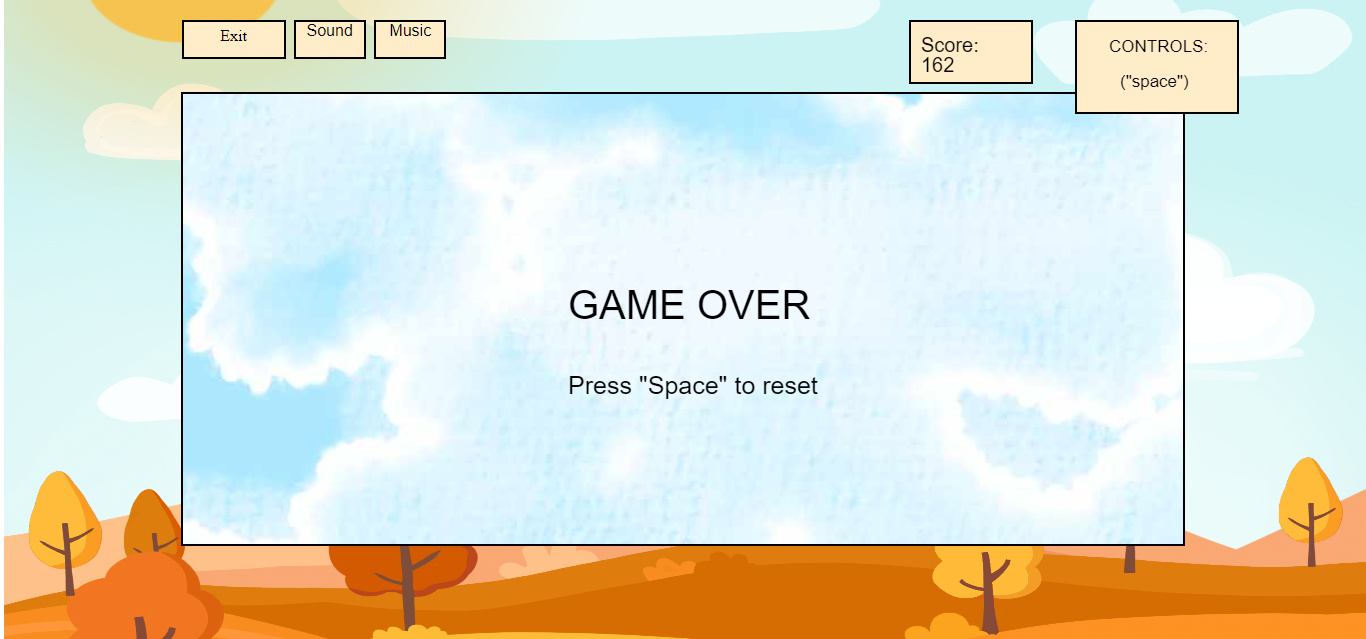 Exit
Sound
Music
Score:
162
CONTROLS:
("space")
GAME OVER
Press "Space" to reset